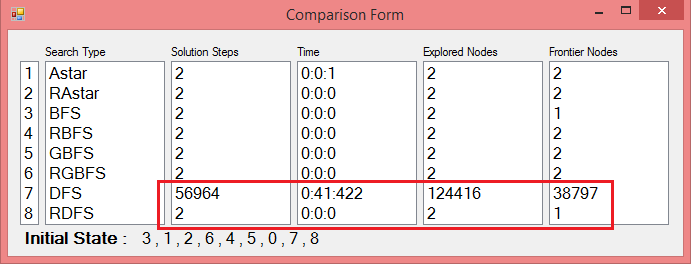 Comparison Form
Search Type Solution Steps Time Explored Nodes Frontier Nodes
1 Astar 2 0:0:1 2 2
2 RAstar 2 0:0:0 2 2
3 BFS 2 0:0:0 2 1
4 RBFS 2 0:0:0 2 2
5 GBFS 2 0:0:0 2 2
6 RGBFS 2 0:0:0 2 2
7 DFS 56964 0:41:422 124416 38797
8 RDFS 2 0:0:0 2 1
Initial State : 3 , 1 , 2 , 6 , 4 , 5 , 0 , 7 , 8